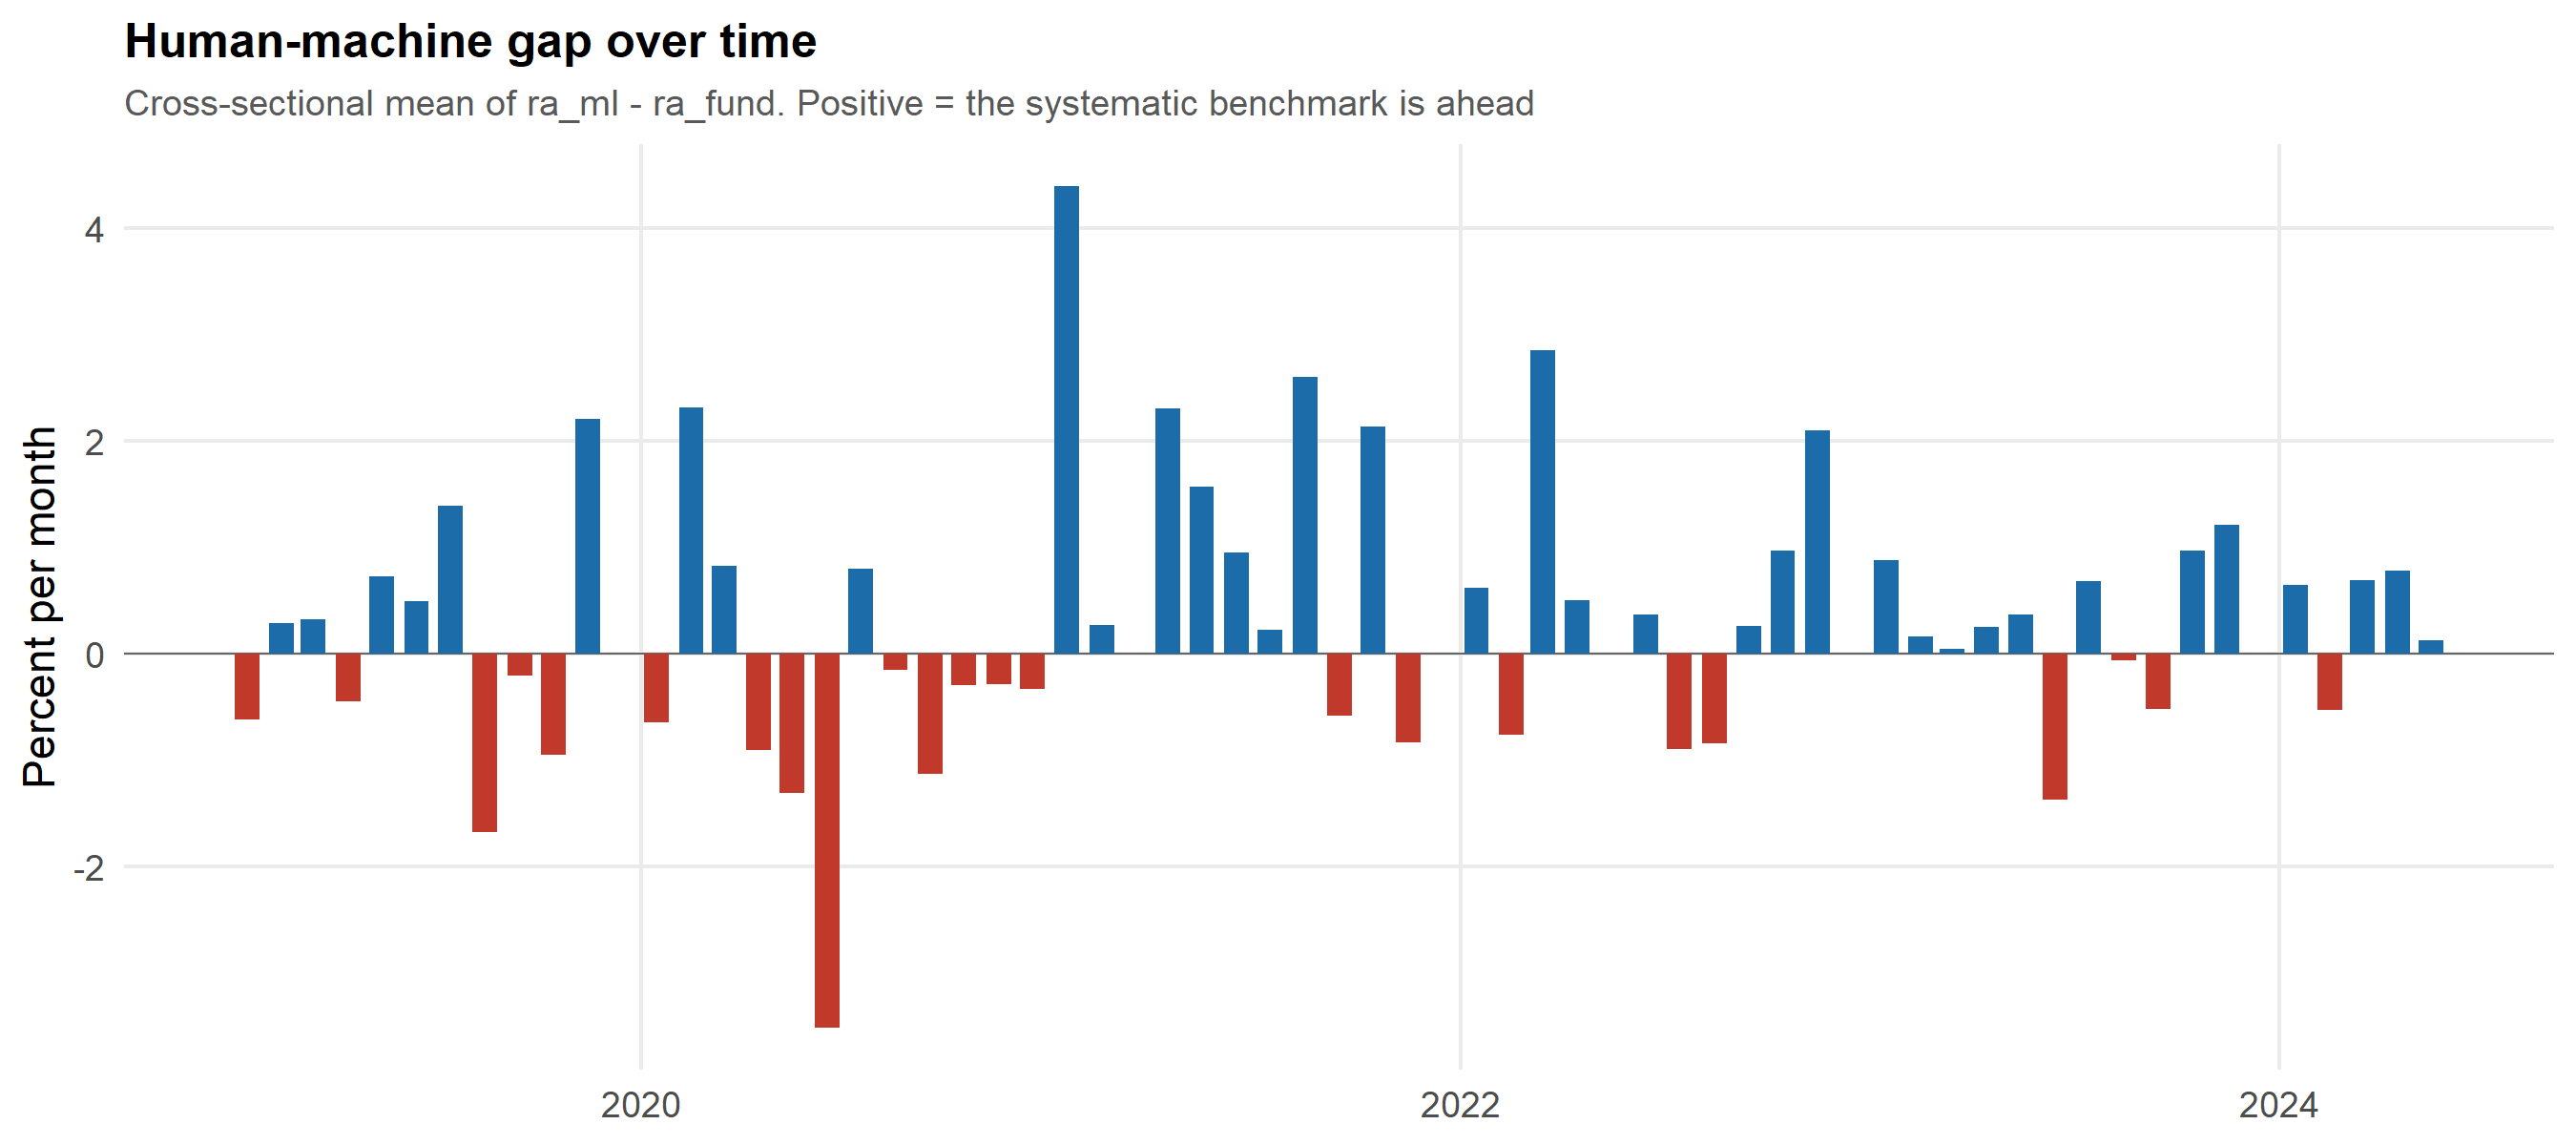 Human-machine gap over time
Cross-sectional mean of ra_ml - ra_fund. Positive = the systematic benchmark is ahead
Percent per month
4
2
0
-2
2020
2022
2024